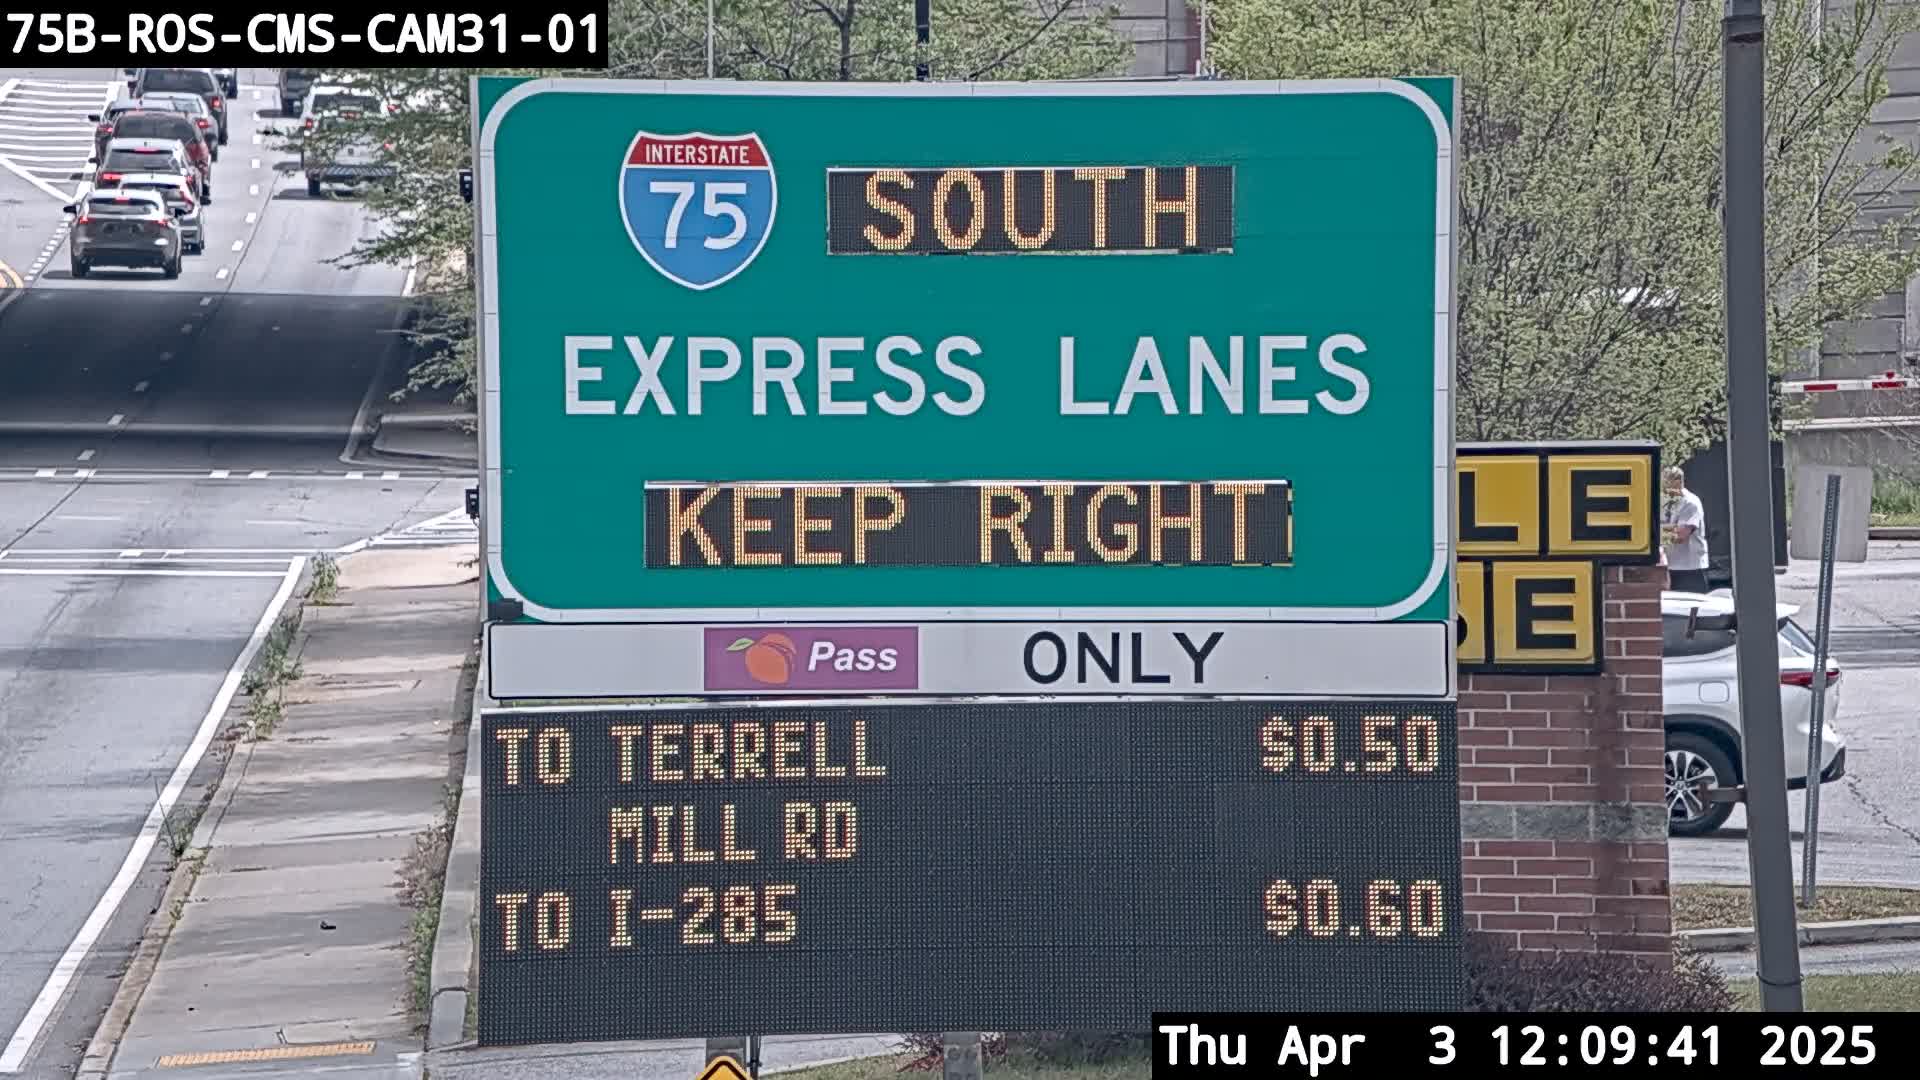 75B-ROS-CMS-CAM31-01
INTERSTATE
75
SOUTH
EXPRESS LANES
KEEP RIGHT
Pass ONLY
TO TERRELL $0.50
MILL RD
TO I-285 $0.60
LE
E
Thu Apr 3 12:09:41 2025